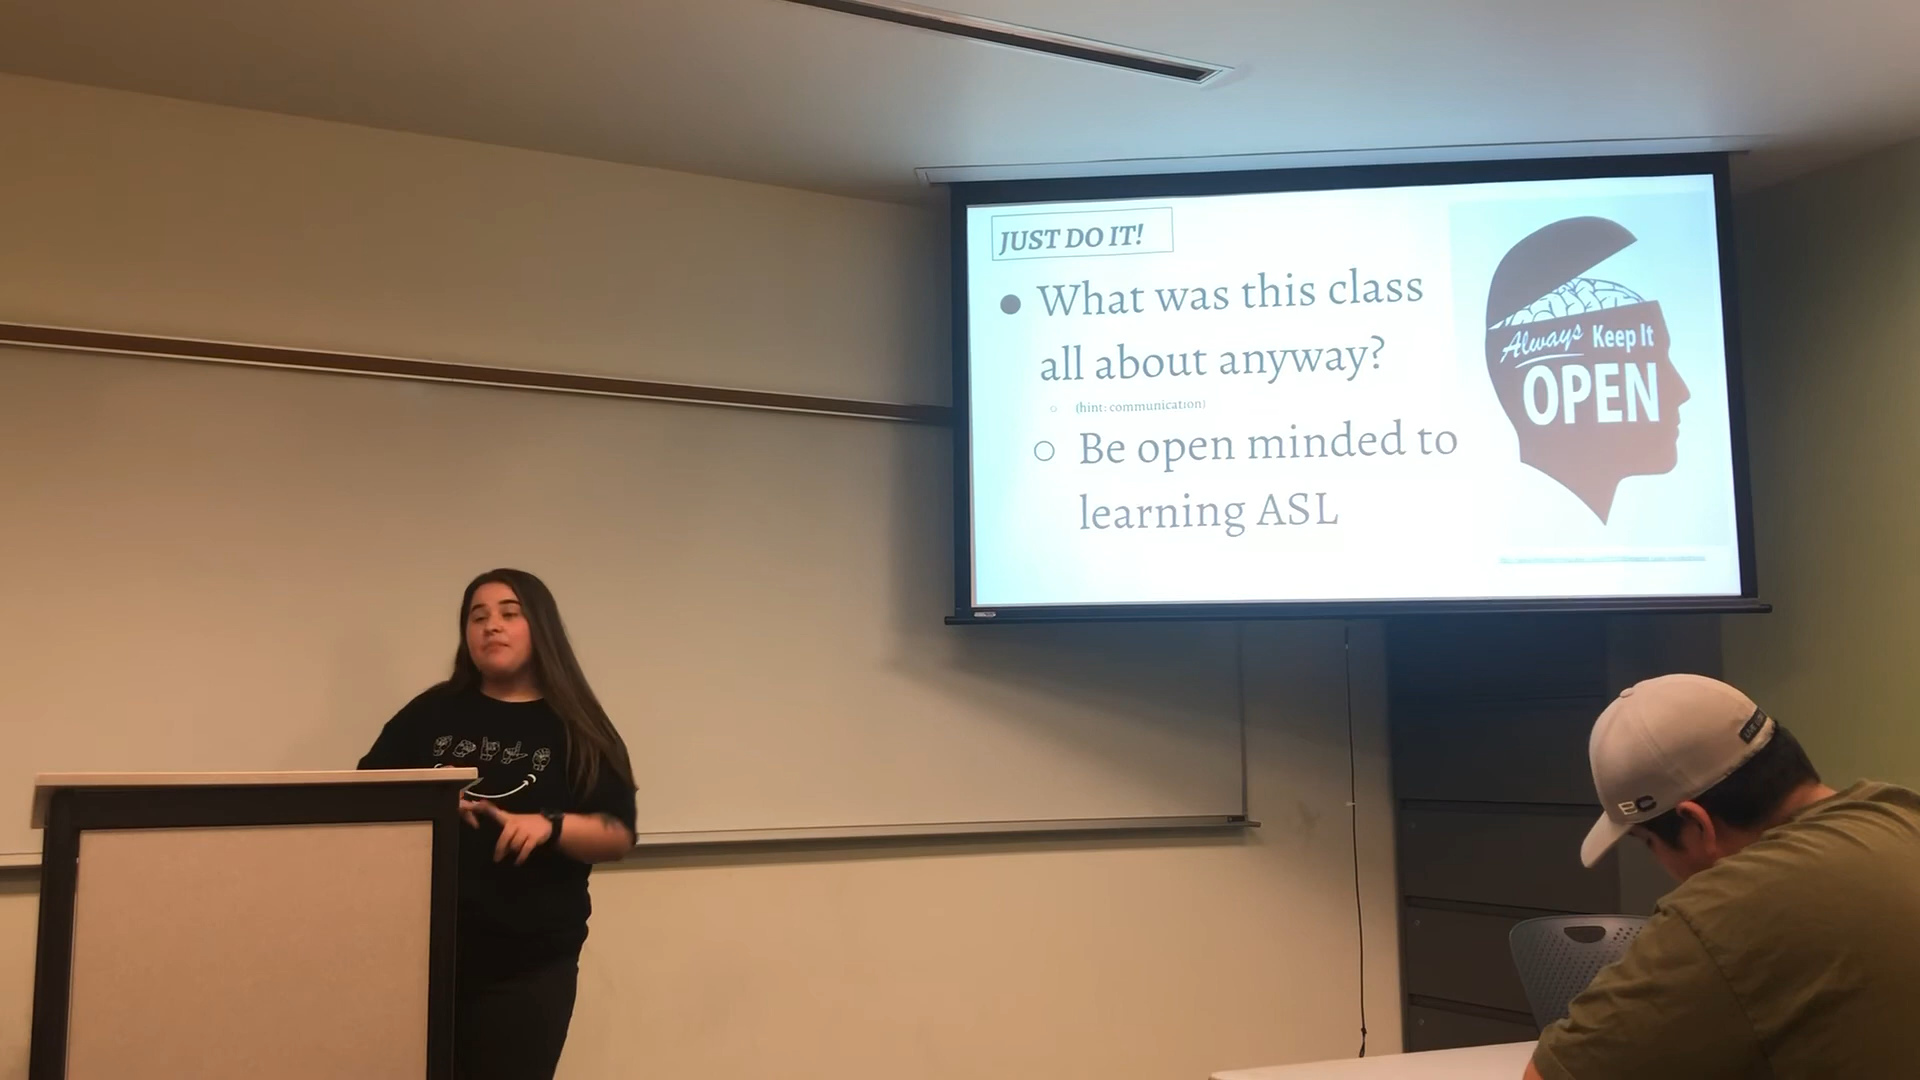 JUST DO IT!
What was this class
all about anyway?
(hint: communication)
Be open minded to
learning ASL
Always Keep It
OPEN